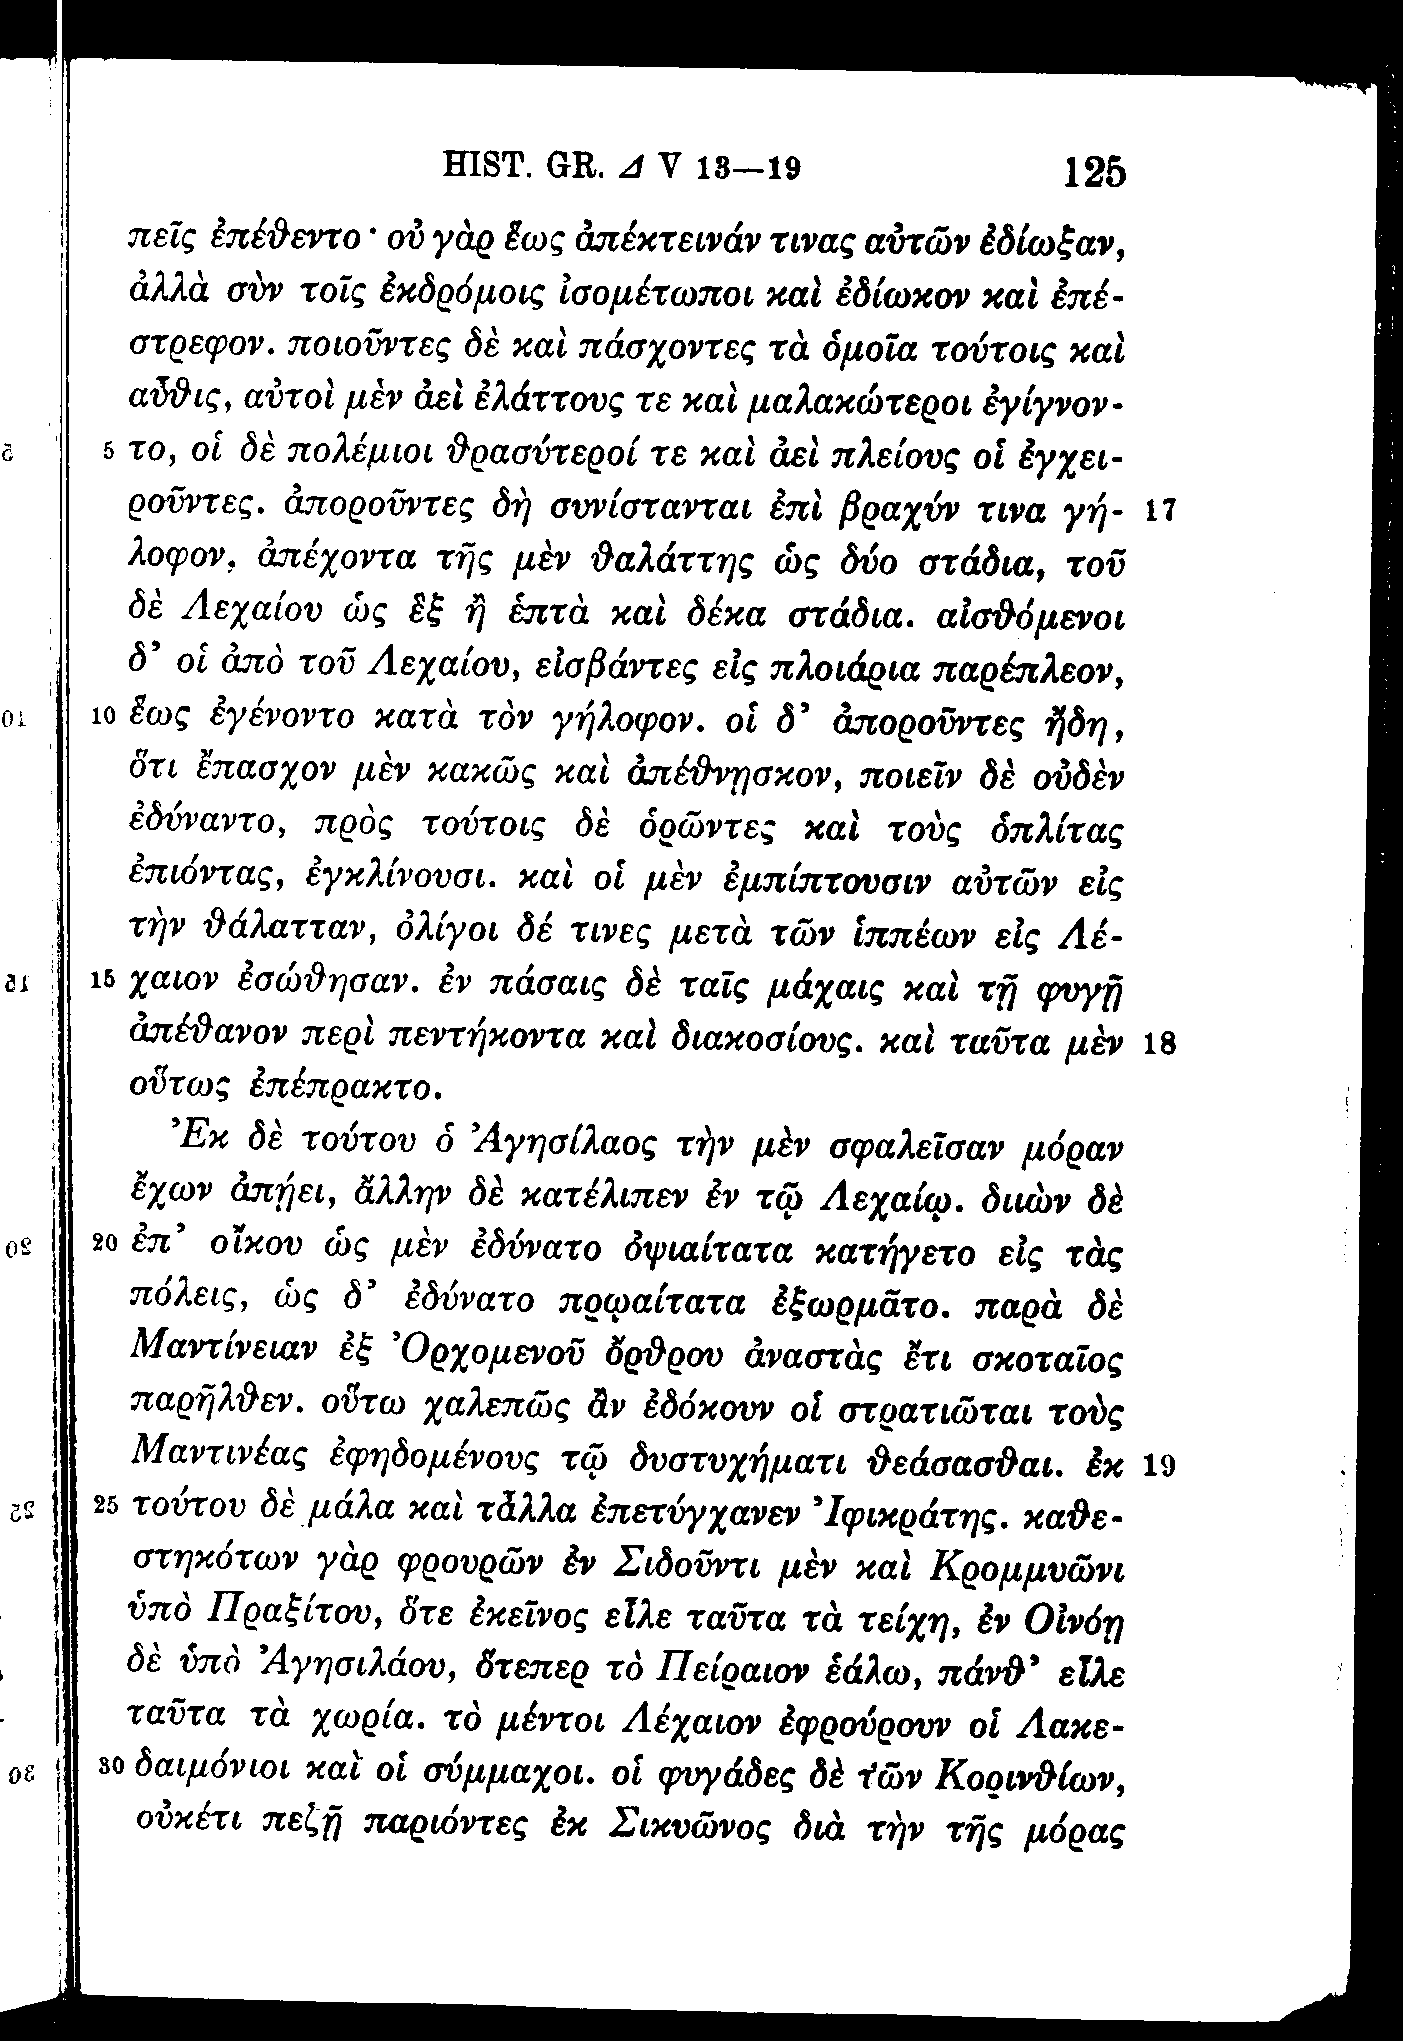 HIST. GR. Δ V 13—19 125
πεῖς ἐπέθεντο· οὐ γὰρ ἕως ἀπέκτεινάν τινας αὐτῶν ἐδίωξαν,
ἀλλὰ σὺν τοῖς ἐκδρόμοις ἰσομέτωποι καὶ ἐδίωκον καὶ ἐπέ-
στρεφον. ποιοῦντες δὲ καὶ πάσχοντες τὰ ὁμοῖα τούτοις καὶ
αὖθις, αὐτοὶ μὲν ἀεὶ ἐλάττους τε καὶ μαλακώτεροι ἐγίγνον-
5 το, οἱ δὲ πολέμιοι θρασύτεροί τε καὶ ἀεὶ πλείους οἱ ἐγχει-
ροῦντες. ἀποροῦντες δὴ συνίστανται ἐπὶ βραχύν τινα γή- 17
λοφον, ἀπέχοντα τῆς μὲν θαλάττης ὡς δύο στάδια, τοῦ
δὲ Λεχαίου ὡς ἓξ ἢ ἑπτὰ καὶ δέκα στάδια. αἰσθόμενοι
δ’ οἱ ἀπὸ τοῦ Λεχαίου, εἰσβάντες εἰς πλοιάρια παρέπλεον,
10 ἕως ἐγένοντο κατὰ τὸν γήλοφον. οἱ δ’ ἀποροῦντες ἤδη,
ὅτι ἔπασχον μὲν κακῶς καὶ ἀπέθνῃσκον, ποιεῖν δὲ οὐδὲν
ἐδύναντο, πρὸς τούτοις δὲ ὁρῶντες καὶ τοὺς ὁπλίτας
ἐπιόντας, ἐγκλίνουσι. καὶ οἱ μὲν ἐμπίπτουσιν αὐτῶν εἰς
τὴν θάλατταν, ὀλίγοι δέ τινες μετὰ τῶν ἱππέων εἰς Λέ-
15 χαιον ἐσώθησαν. ἐν πάσαις δὲ ταῖς μάχαις καὶ τῇ φυγῇ
ἀπέθανον περὶ πεντήκοντα καὶ διακοσίους. καὶ ταῦτα μὲν 18
οὕτως ἐπέπρακτο.
Ἐκ δὲ τούτου ὁ Ἀγησίλαος τὴν μὲν σφαλεῖσαν μόραν
ἔχων ἀπῄει, ἄλλην δὲ κατέλιπεν ἐν τῷ Λεχαίῳ. διιὼν δὲ
20 ἐπ’ οἴκου ὡς μὲν ἐδύνατο ὀψιαίτατα κατήγετο εἰς τὰς
πόλεις, ὡς δ’ ἐδύνατο πρῳαίτατα ἐξωρμᾶτο. παρὰ δὲ
Μαντίνειαν ἐξ Ὀρχομενοῦ ὄρθρου ἀναστὰς ἔτι σκοταῖος
παρῆλθεν. οὕτω χαλεπῶς ἂν ἐδόκουν οἱ στρατιῶται τοὺς
Μαντινέας ἐφηδομένους τῷ δυστυχήματι θεάσασθαι. ἐκ 19
25 τούτου δὲ μάλα καὶ τἆλλα ἐπετύγχανεν Ἰφικράτης. καθε-
στηκότων γὰρ φρουρῶν ἐν Σιδοῦντι μὲν καὶ Κρομμυῶνι
ὑπὸ Πραξίτου, ὅτε ἐκεῖνος εἷλε ταῦτα τὰ τείχη, ἐν Οἰνόῃ
δὲ ὑπὸ Ἀγησιλάου, ὅτεπερ τὸ Πείραιον ἑάλω, πάνθ’ εἷλε
ταῦτα τὰ χωρία. τὸ μέντοι Λέχαιον ἐφρούρουν οἱ Λακε-
30 δαιμόνιοι καὶ οἱ σύμμαχοι. οἱ φυγάδες δὲ τῶν Κορινθίων,
οὐκέτι πεζῇ παριόντες ἐκ Σικυῶνος διὰ τὴν τῆς μόρας